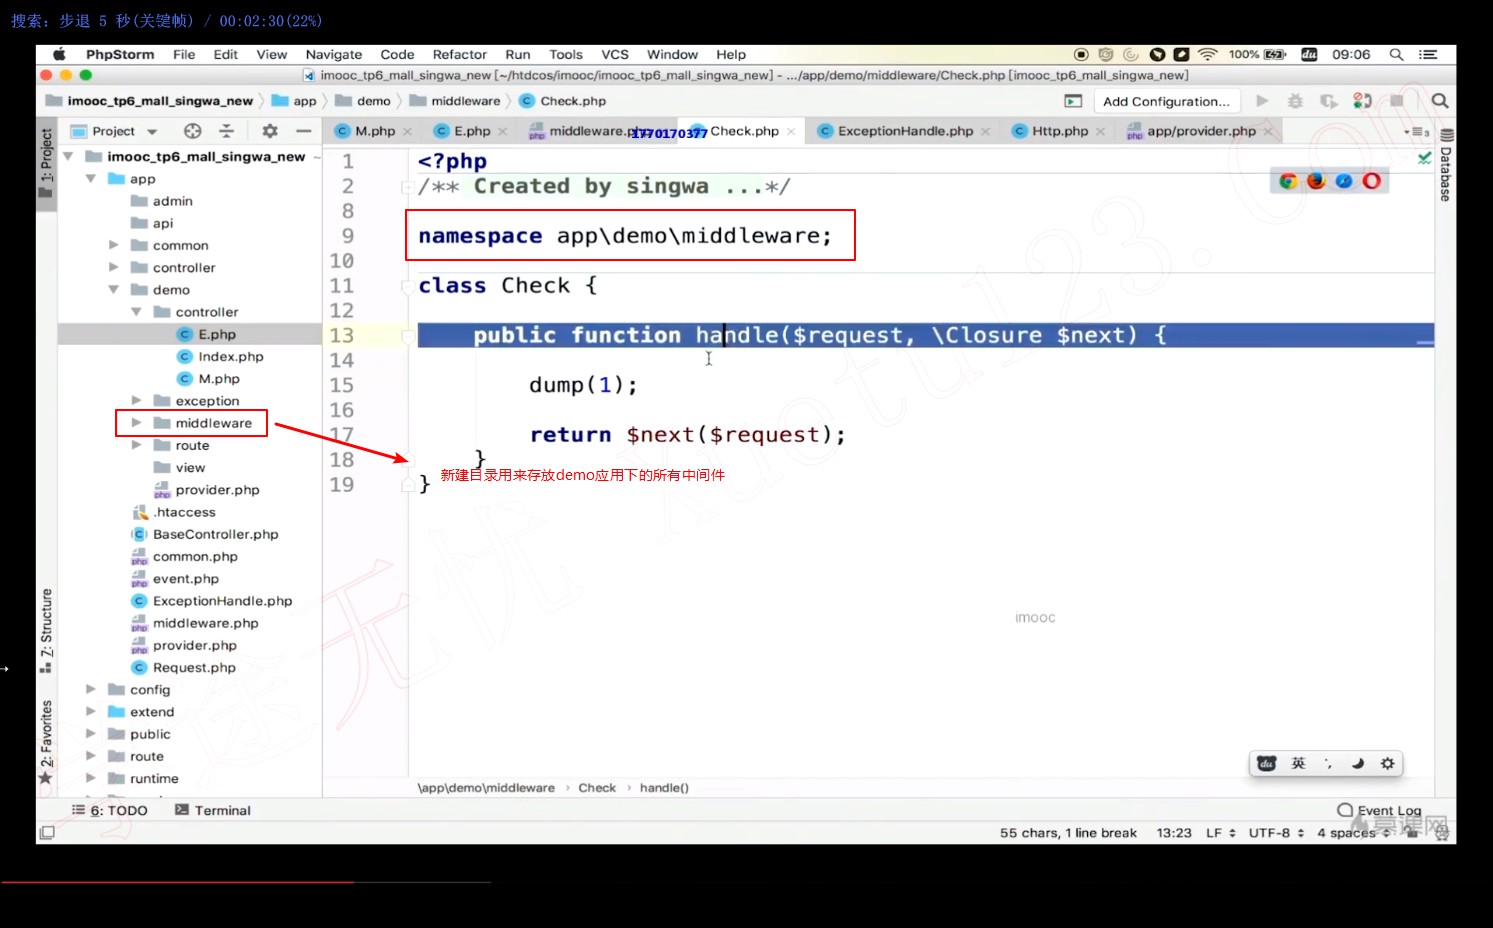 搜索: 步退 5 秒(关键帧) / 00:02:30(22%)
PhpStorm File Edit View Navigate Code Refactor Run Tools VCS Window Help 100% 09:06
imooc_tp6_mall_singwa_new [~/htdcos/imooc/imooc_tp6_mall_singwa_new] - .../app/demo/middleware/Check.php [imooc_tp6_mall_singwa_new]
imooc_tp6_mall_singwa_new app demo middleware Check.php Add Configuration...
Project M.php E.php middleware.php 1770170377 Check.php ExceptionHandle.php Http.php app/provider.php
1: Project
7: Structure
2: Favorites
Database
imooc_tp6_mall_singwa_new ~
app
admin
api
common
controller
demo
controller
E.php
Index.php
M.php
exception
middleware
route
view
provider.php
.htaccess
BaseController.php
common.php
event.php
ExceptionHandle.php
middleware.php
provider.php
Request.php
config
extend
public
route
runtime
1 <?php
2 /** Created by singwa ...*/
8
9 namespace app\demo\middleware;
10
11 class Check {
12
13 public function handle($request, \Closure $next) {
14
15 dump(1);
16
17 return $next($request);
18 }
19 }
新建目录用来存放demo应用下的所有中间件
imooc
英
\app\demo\middleware › Check › handle()
6: TODO Terminal Event Log
55 chars, 1 line break 13:23 LF UTF-8 4 spaces
慕课网